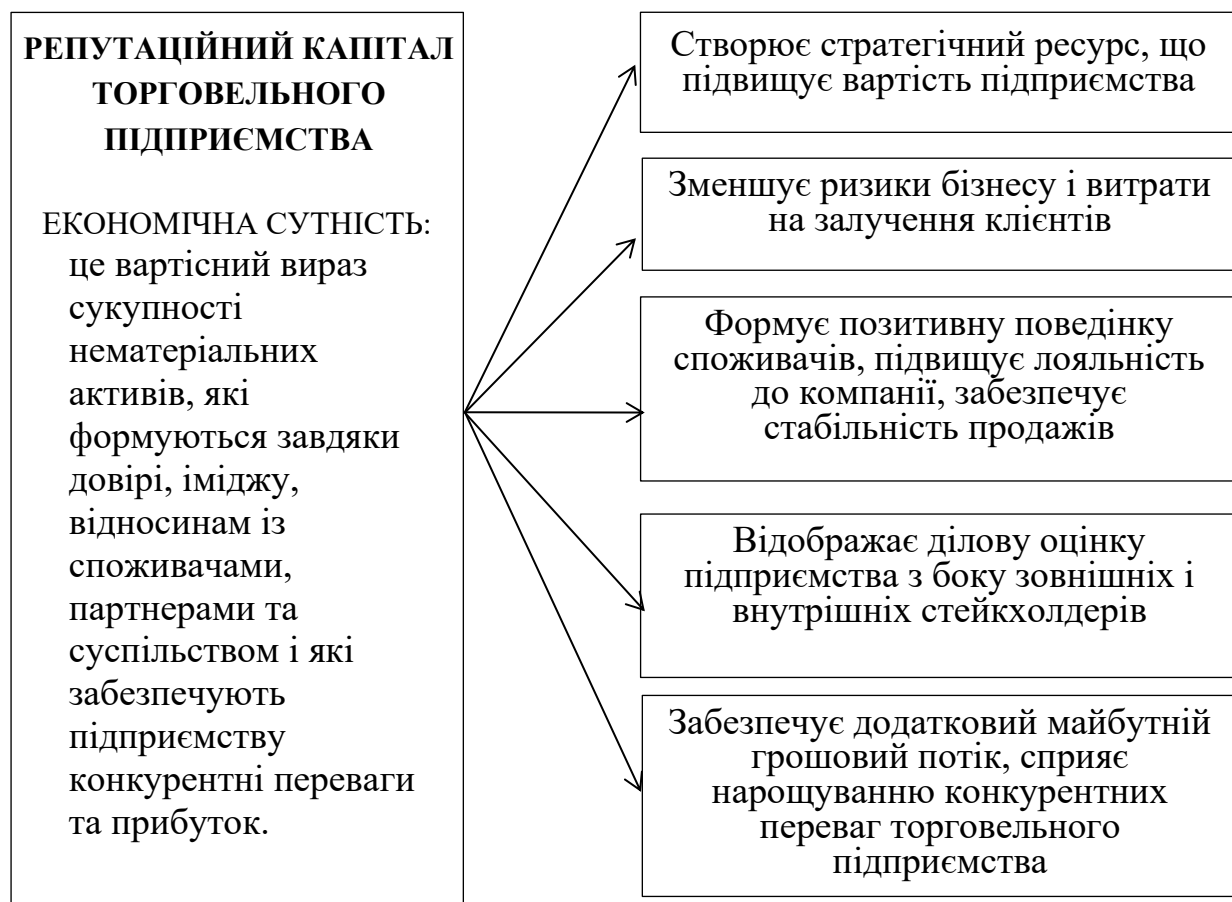 РЕПУТАЦІЙНИЙ КАПІТАЛ
ТОРГОВЕЛЬНОГО
ПІДПРИЄМСТВА
ЕКОНОМІЧНА СУТНІСТЬ:
це вартісний вираз
сукупності
нематеріальних
активів, які
формуються завдяки
довірі, іміджу,
відносинам із
споживачами,
партнерами та
суспільством і які
забезпечують
підприємству
конкурентні переваги
та прибуток.
Створює стратегічний ресурс, що
підвищує вартість підприємства
Зменшує ризики бізнесу і витрати
на залучення клієнтів
Формує позитивну поведінку
споживачів, підвищує лояльність
до компанії, забезпечує
стабільність продажів
Відображає ділову оцінку
підприємства з боку зовнішніх і
внутрішніх стейкхолдерів
Забезпечує додатковий майбутній
грошовий потік, сприяє
нарощуванню конкурентних
переваг торговельного
підприємства